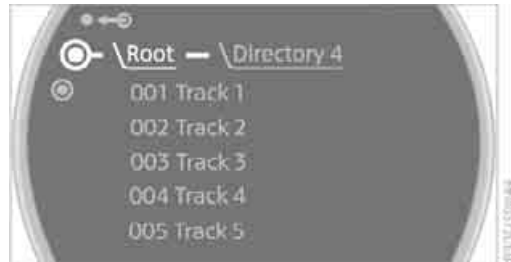 \Root — \Directory 4
001 Track 1
002 Track 2
003 Track 3
004 Track 4
005 Track 5